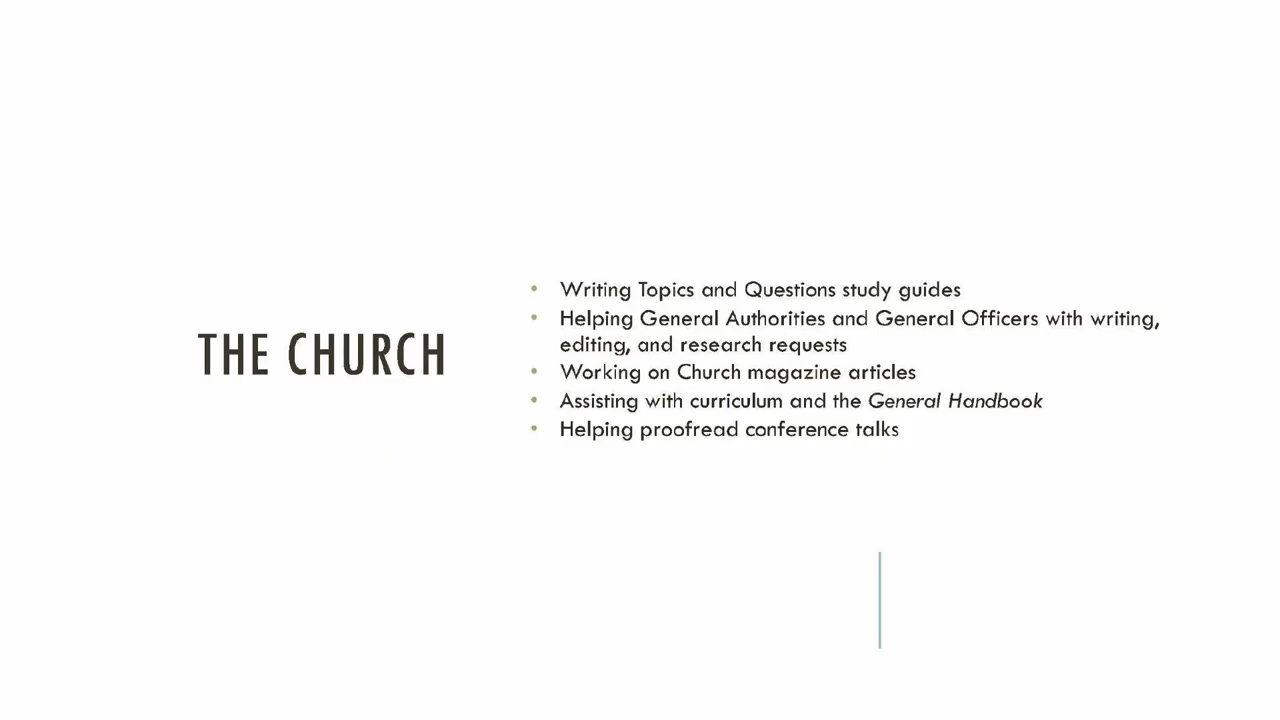 THE CHURCH
• Writing Topics and Questions study guides
• Helping General Authorities and General Officers with writing,
editing, and research requests
• Working on Church magazine articles
• Assisting with curriculum and the General Handbook
• Helping proofread conference talks